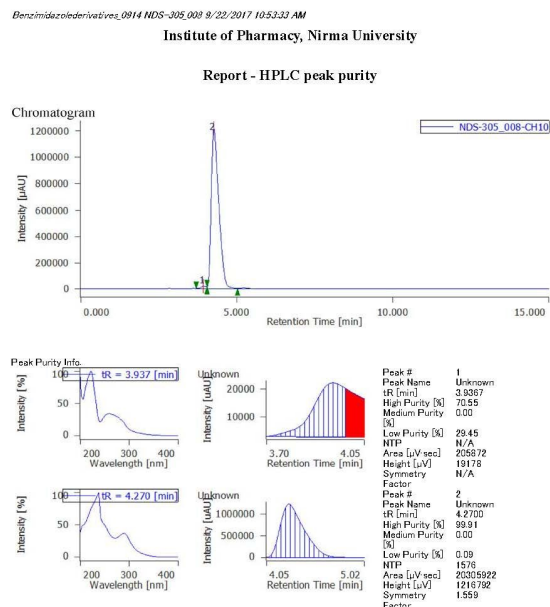 Benzimidazolederivatives_0914 NDS-305_008 9/22/2017 10:53:33 AM
Institute of Pharmacy, Nirma University
Report - HPLC peak purity
Chromatogram
NDS-305_008-CH10
2
1
Intensity [µAU]
1200000
1000000
800000
600000
400000
200000
0
0.000 5.000 10.000 15.000
Retention Time [min]
Peak Purity Info.
tR = 3.937 [min]
Intensity [%]
100
50
0
200 300 400
Wavelength [nm]
Unknown
Intensity [µAU]
20000
10000
3.70 4.05
Retention Time [min]
Peak # 1
Peak Name Unknown
tR [min] 3.9367
High Purity [%] 70.55
Medium Purity 0.00
[%]
Low Purity [%] 29.45
NTP N/A
Area [µV·sec] 205872
Height [µV] 19178
Symmetry N/A
Factor
tR = 4.270 [min]
Intensity [%]
100
50
0
200 300 400
Wavelength [nm]
Unknown
Intensity [µAU]
1000000
500000
0
4.05 5.02
Retention Time [min]
Peak # 2
Peak Name Unknown
tR [min] 4.2700
High Purity [%] 99.91
Medium Purity 0.00
[%]
Low Purity [%] 0.09
NTP 1576
Area [µV·sec] 20305922
Height [µV] 1216792
Symmetry 1.559
Factor